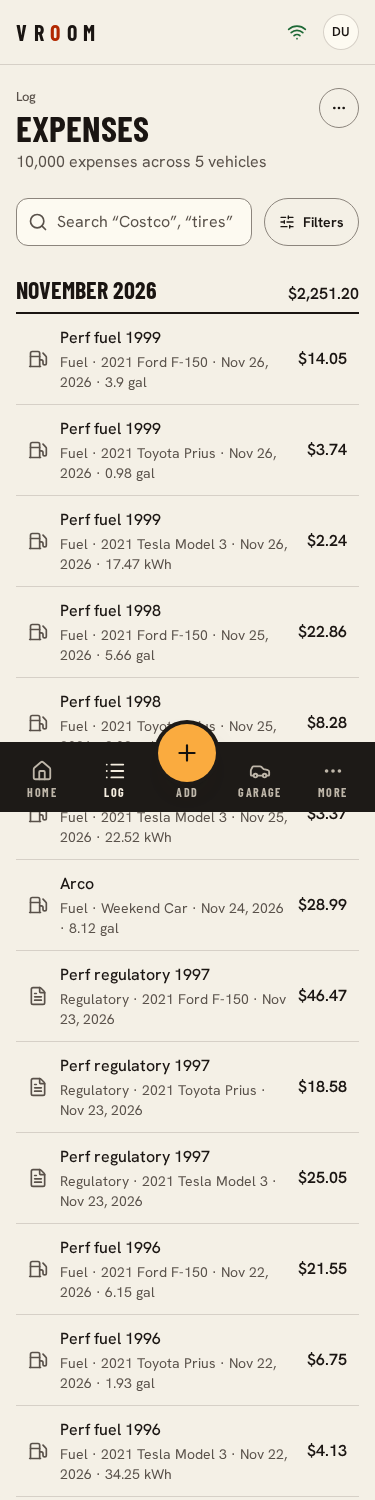 VROOM
DU
Log
EXPENSES
10,000 expenses across 5 vehicles
Search “Costco”, “tires”
Filters
NOVEMBER 2026
$2,251.20
Perf fuel 1999
Fuel · 2021 Ford F-150 · Nov 26,
2026 · 3.9 gal
$14.05
Perf fuel 1999
Fuel · 2021 Toyota Prius · Nov 26,
2026 · 0.98 gal
$3.74
Perf fuel 1999
Fuel · 2021 Tesla Model 3 · Nov 26,
2026 · 17.47 kWh
$2.24
Perf fuel 1998
Fuel · 2021 Ford F-150 · Nov 25,
2026 · 5.66 gal
$22.86
Perf fuel 1998
Fuel · 2021 Nov 25,
$8.28
HOME
LOG
ADD
GARAGE
MORE
Fuel · 2021 Tesla Model 3 · Nov 25,
2026 · 22.52 kWh
$3.37
Arco
Fuel · Weekend Car · Nov 24, 2026
· 8.12 gal
$28.99
Perf regulatory 1997
Regulatory · 2021 Ford F-150 · Nov
23, 2026
$46.47
Perf regulatory 1997
Regulatory · 2021 Toyota Prius ·
Nov 23, 2026
$18.58
Perf regulatory 1997
Regulatory · 2021 Tesla Model 3 ·
Nov 23, 2026
$25.05
Perf fuel 1996
Fuel · 2021 Ford F-150 · Nov 22,
2026 · 6.15 gal
$21.55
Perf fuel 1996
Fuel · 2021 Toyota Prius · Nov 22,
2026 · 1.93 gal
$6.75
Perf fuel 1996
Fuel · 2021 Tesla Model 3 · Nov 22,
2026 · 34.25 kWh
$4.13